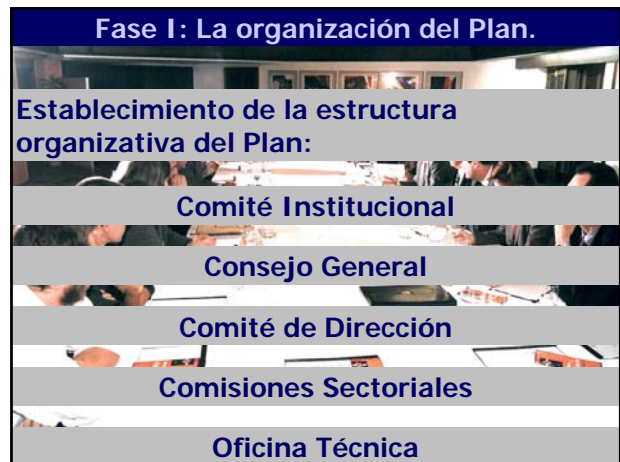 Fase I: La organización del Plan.
Establecimiento de la estructura
organizativa del Plan:
Comité Institucional
Consejo General
Comité de Dirección
Comisiones Sectoriales
Oficina Técnica